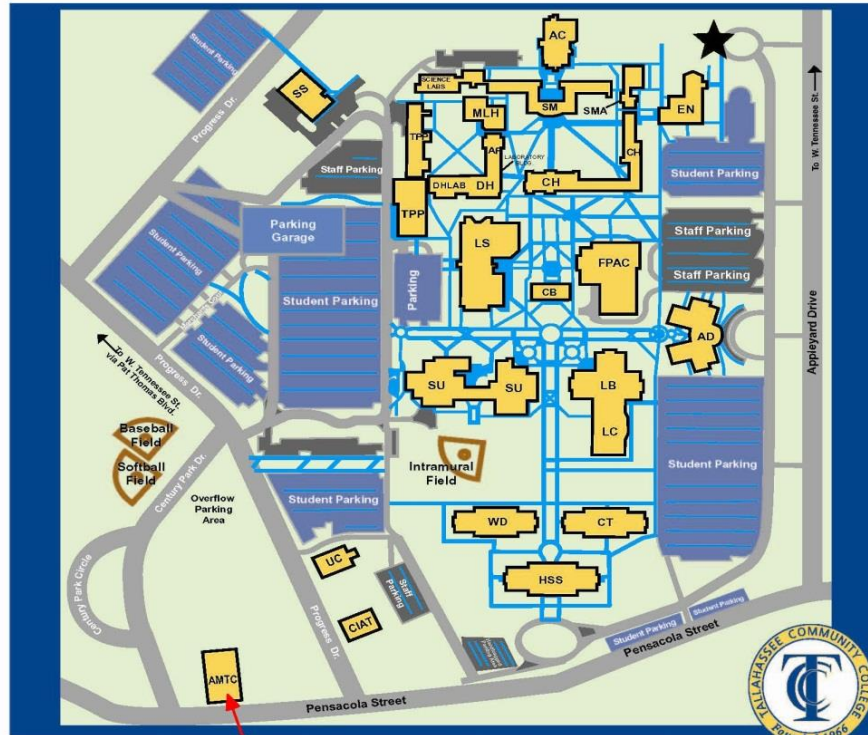 AC
Student Parking
Progress Dr.
SS
SCIENCE
LABS
SM
SMA
EN
To W. Tennessee St.
MLH
TPP
AP
LABORATORY
BLDG.
CH
Staff Parking
DHLAB
DH
CH
Student Parking
TPP
Parking
Garage
LS
FPAC
Staff Parking
Staff Parking
Student Parking
Student Parking
Parking
CB
Appleyard Drive
AD
Student Parking
To W. Tennessee St.
via Pat Thomas Blvd.
Progress Dr.
SU
SU
LB
LC
Baseball
Field
Softball
Field
Century Park Dr.
Intramural
Field
Student Parking
Overflow
Parking
Area
Student Parking
WD
CT
UC
Staff
Parking
HSS
Century Park Circle
CIAT
Progress Dr.
Student Parking
Student Parking
Pensacola Street
AMTC
Pensacola Street
TALLAHASSEE COMMUNITY COLLEGE
TCC